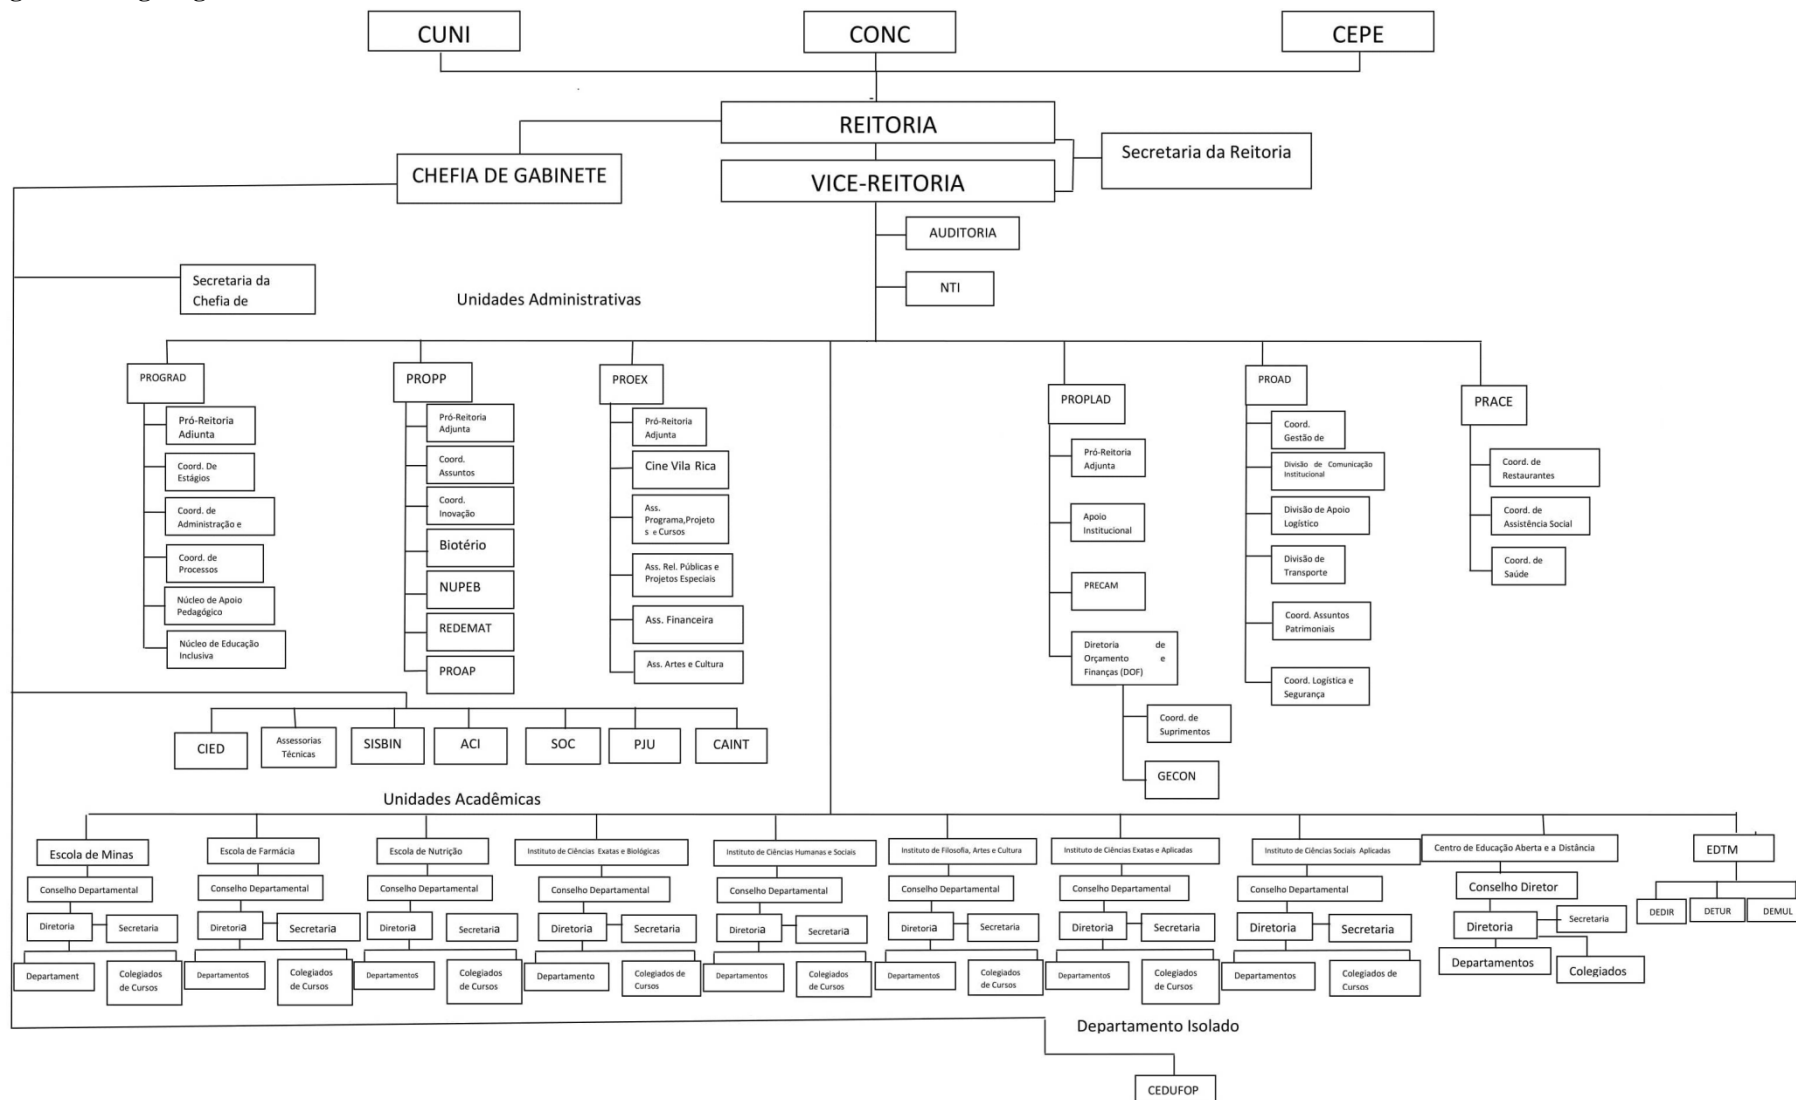 CUNI
CONC
CEPE
REITORIA
Secretaria da Reitoria
CHEFIA DE GABINETE
VICE-REITORIA
AUDITORIA
Secretaria da
Chefia de
NTI
Unidades Administrativas
PROGRAD
Pró-Reitoria
Adiunta
Coord. De
Estágios
Coord. de
Administração e
Coord. de
Processos
Núcleo de Apoio
Pedagógico
Núcleo de Educação
Inclusiva
PROPP
Pró-Reitoria
Adjunta
Coord.
Assuntos
Coord.
Inovação
Biotério
NUPEB
REDEMAT
PROAP
PROEX
Pró-Reitoria
Adjunta
Cine Vila Rica
Ass.
Programa,Projeto
s e Cursos
Ass. Rel. Públicas e
Projetos Especiais
Ass. Financeira
Ass. Artes e Cultura
PROPLAD
Pró-Reitoria
Adjunta
Apoio
Institucional
PRECAM
Diretoria de
Orçamento e
Finanças (DOF)
Coord. de
Suprimentos
GECON
PROAD
Coord.
Gestão de
Divisão de Comunicação
Institucional
Divisão de Apoio
Logístico
Divisão de
Transporte
Coord. Assuntos
Patrimoniais
Coord. Logística e
Segurança
PRACE
Coord. de
Restaurantes
Coord. de
Assistência Social
Coord. de
Saúde
CIED
Assessorias
Técnicas
SISBIN
ACI
SOC
PJU
CAINT
Unidades Acadêmicas
Escola de Minas
Conselho Departamental
Diretoria
Secretaria
Departament
Colegiados
de Cursos
Escola de Farmácia
Conselho Departamental
Diretoria
Secretaria
Departamentos
Colegiados
de Cursos
Escola de Nutrição
Conselho Departamental
Diretoria
Secretaria
Departamentos
Colegiados
de Cursos
Instituto de Ciências Exatas e Biológicas
Conselho Departamental
Diretoria
Secretaria
Departamento
Colegiados de
Cursos
Instituto de Ciências Humanas e Sociais
Conselho Departamental
Diretoria
Secretaria
Departamentos
Colegiados
de Cursos
Instituto de Filosofia, Artes e Cultura
Conselho Departamental
Diretoria
Secretaria
Departamentos
Colegiados
de Cursos
Instituto de Ciências Exatas e Aplicadas
Conselho Departamental
Diretoria
Secretaria
Departamentos
Colegiados
de Cursos
Instituto de Ciências Sociais Aplicadas
Conselho Departamental
Diretoria
Secretaria
Departamentos
Colegiados de
Cursos
Centro de Educação Aberta e a Distância
Conselho Diretor
Diretoria
Secretaria
Departamentos
Colegiados
EDTM
DEDIR
DETUR
DEMUL
Departamento Isolado
CEDUFOP